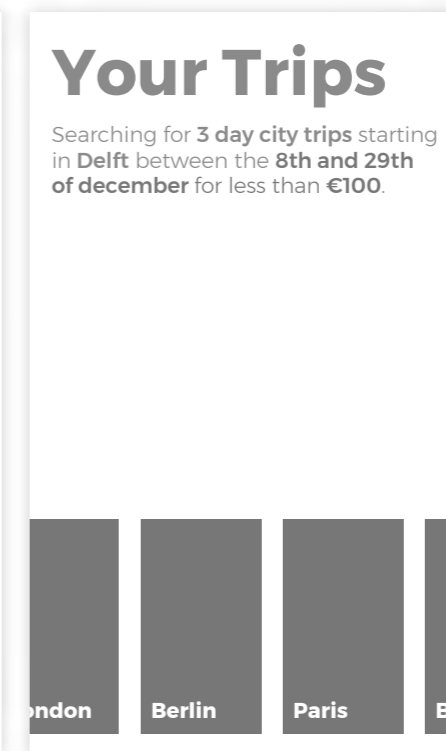 Your Trips
Searching for 3 day city trips starting
in Delft between the 8th and 29th
of december for less than €100.
ondon
Berlin
Paris